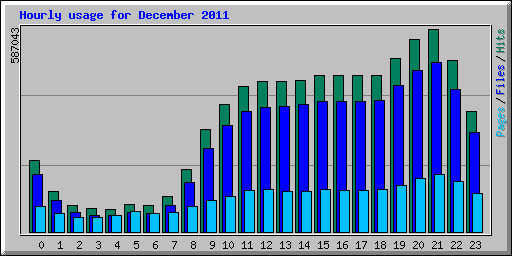 Hourly usage for December 2011
587043
Pages / Files / Hits
0 1 2 3 4 5 6 7 8 9 10 11 12 13 14 15 16 17 18 19 20 21 22 23